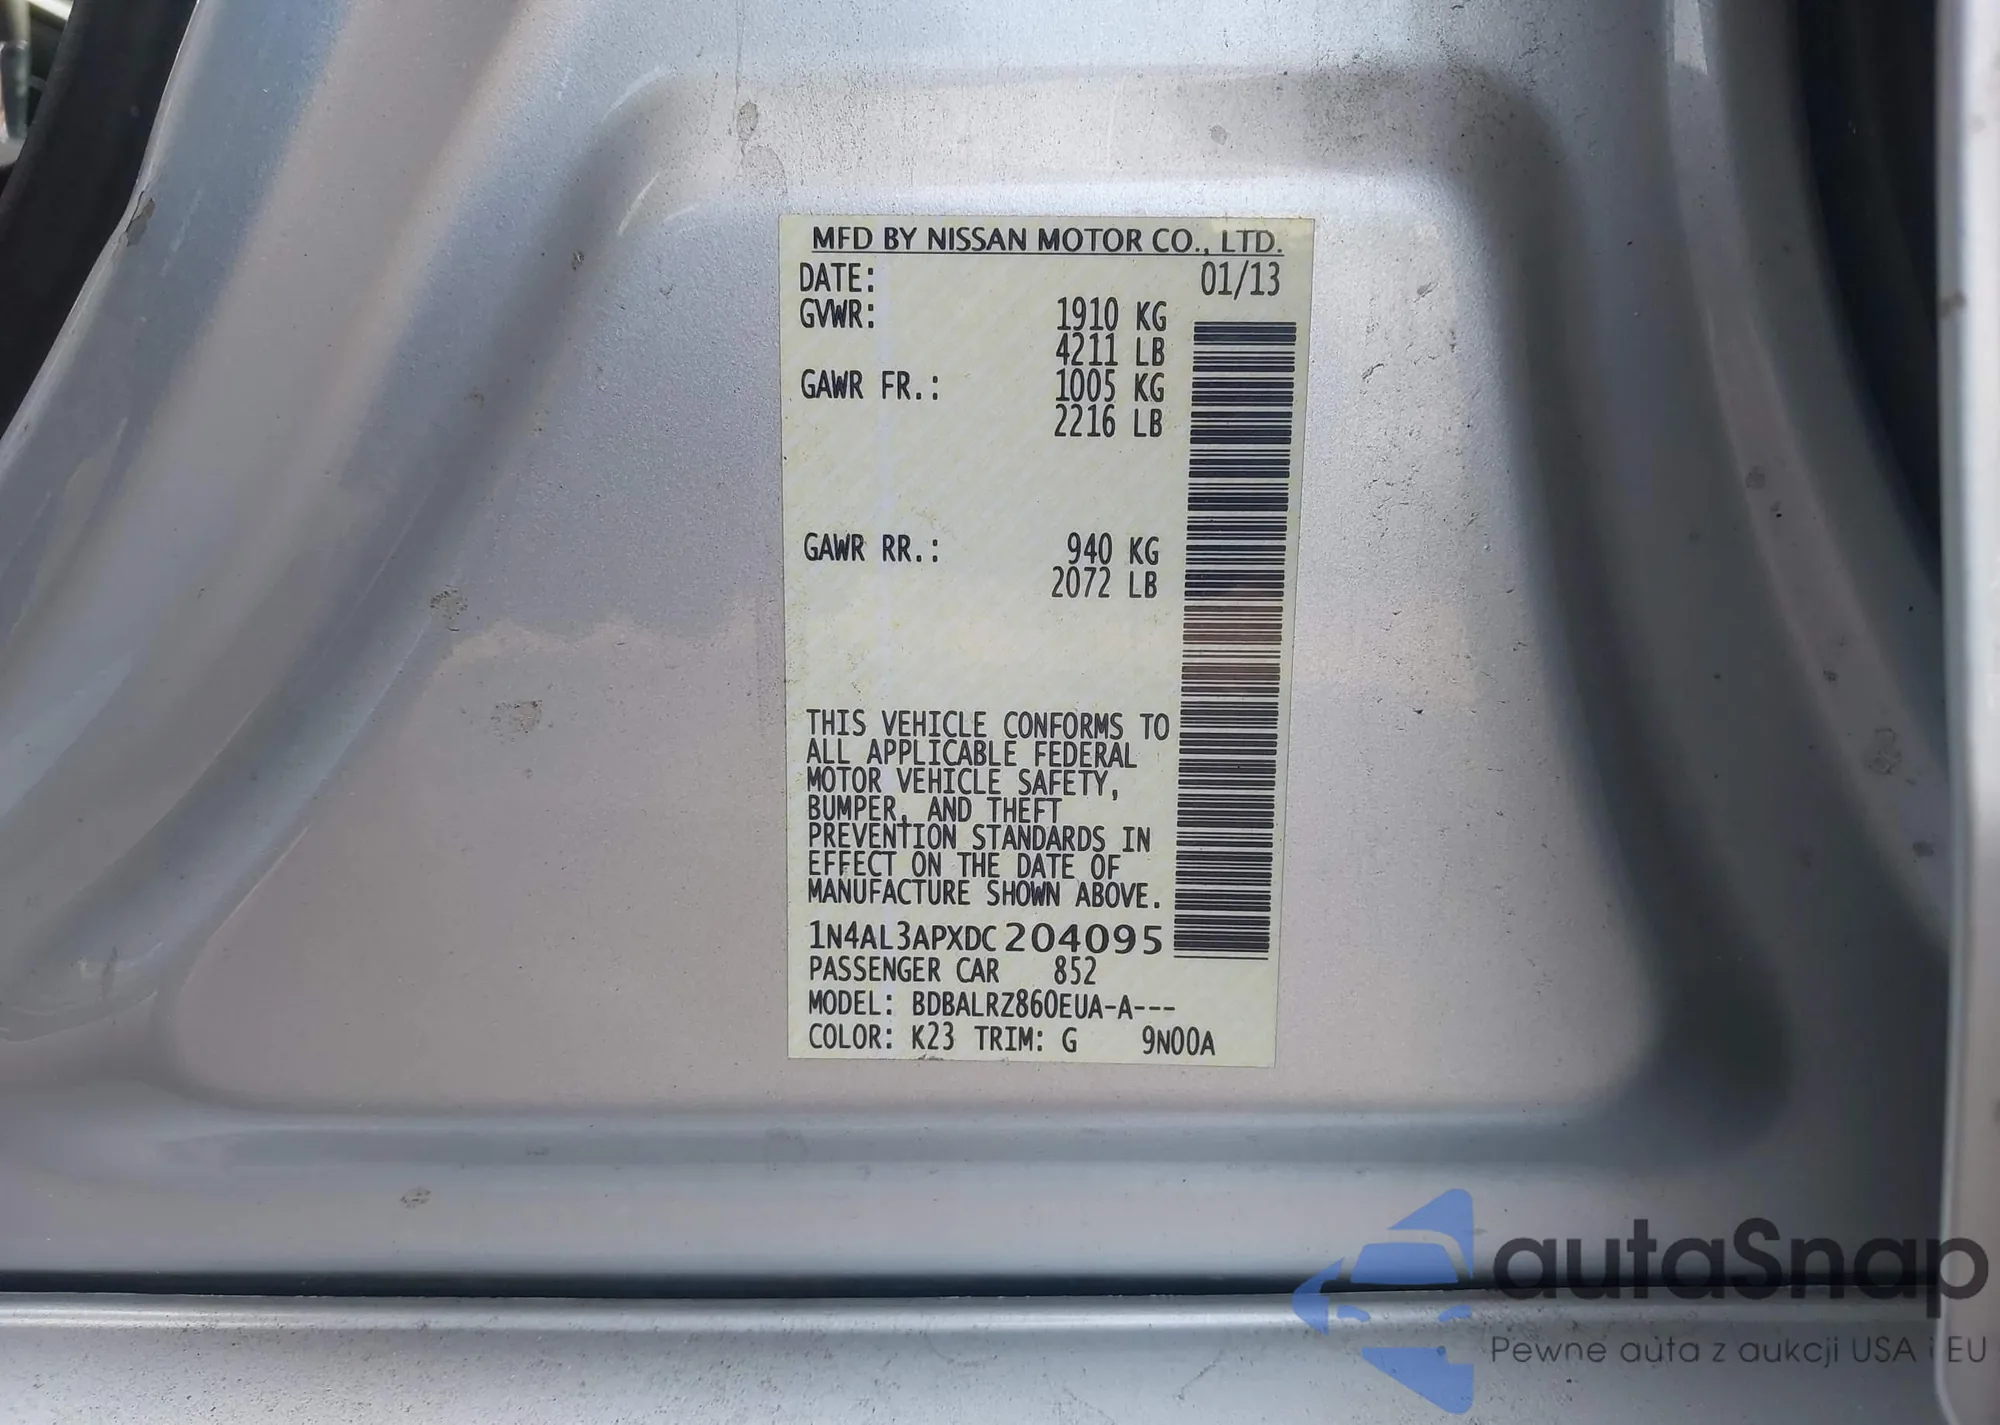 MFD BY NISSAN MOTOR CO., LTD.
DATE: 01/13
GVWR: 1910 KG
4211 LB
GAWR FR.: 1005 KG
2216 LB
GAWR RR.: 940 KG
2072 LB
THIS VEHICLE CONFORMS TO
ALL APPLICABLE FEDERAL
MOTOR VEHICLE SAFETY,
BUMPER, AND THEFT
PREVENTION STANDARDS IN
EFFECT ON THE DATE OF
MANUFACTURE SHOWN ABOVE.
1N4AL3APXDC204095
PASSENGER CAR 852
MODEL: BDBALRZ860EUA-A---
COLOR: K23 TRIM: G 9N00A
autaSnap
Pewne auta z aukcji USA i EU